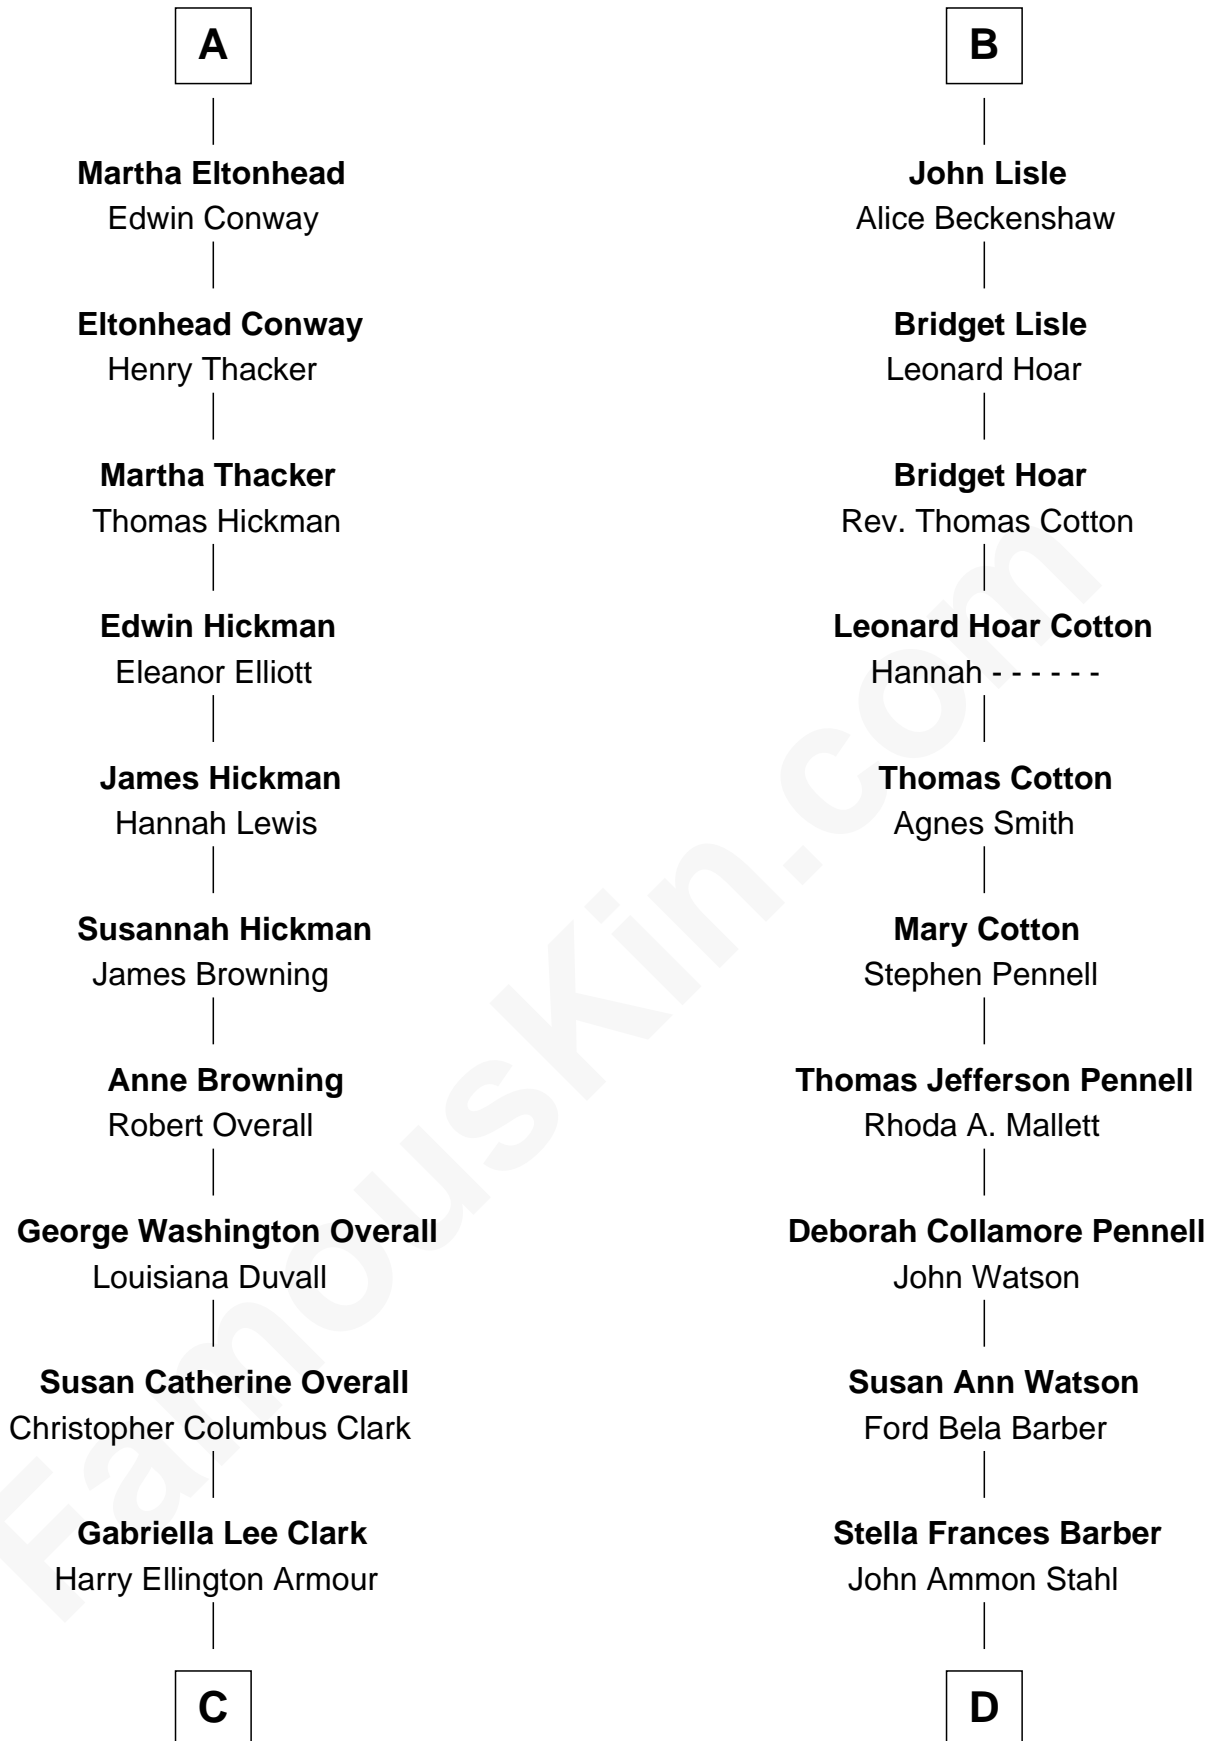 A
Martha Eltonhead
Edwin Conway
Eltonhead Conway
Henry Thacker
Martha Thacker
Thomas Hickman
Edwin Hickman
Eleanor Elliott
James Hickman
Hannah Lewis
Susannah Hickman
James Browning
Anne Browning
Robert Overall
George Washington Overall
Louisiana Duvall
Susan Catherine Overall
Christopher Columbus Clark
Gabriella Lee Clark
Harry Ellington Armour
C
B
John Lisle
Alice Beckenshaw
Bridget Lisle
Leonard Hoar
Bridget Hoar
Rev. Thomas Cotton
Leonard Hoar Cotton
Hannah - - - - - -
Thomas Cotton
Agnes Smith
Mary Cotton
Stephen Pennell
Thomas Jefferson Pennell
Rhoda A. Mallett
Deborah Collamore Pennell
John Watson
Susan Ann Watson
Ford Bela Barber
Stella Frances Barber
John Ammon Stahl
D
FamousKin.com